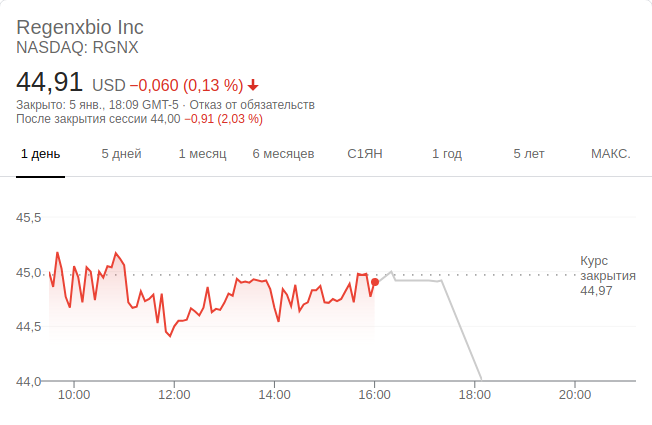 Regenxbio Inc
NASDAQ: RGNX
44,91 USD −0,060 (0,13 %)
Закрыто: 5 янв., 18:09 GMT-5 · Отказ от обязательств
После закрытия сессии 44,00 −0,91 (2,03 %)
1 день 5 дней 1 месяц 6 месяцев С1ЯН 1 год 5 лет МАКС.
45,5
45,0
44,5
44,0
Курс
закрытия
44,97
10:00 12:00 14:00 16:00 18:00 20:00